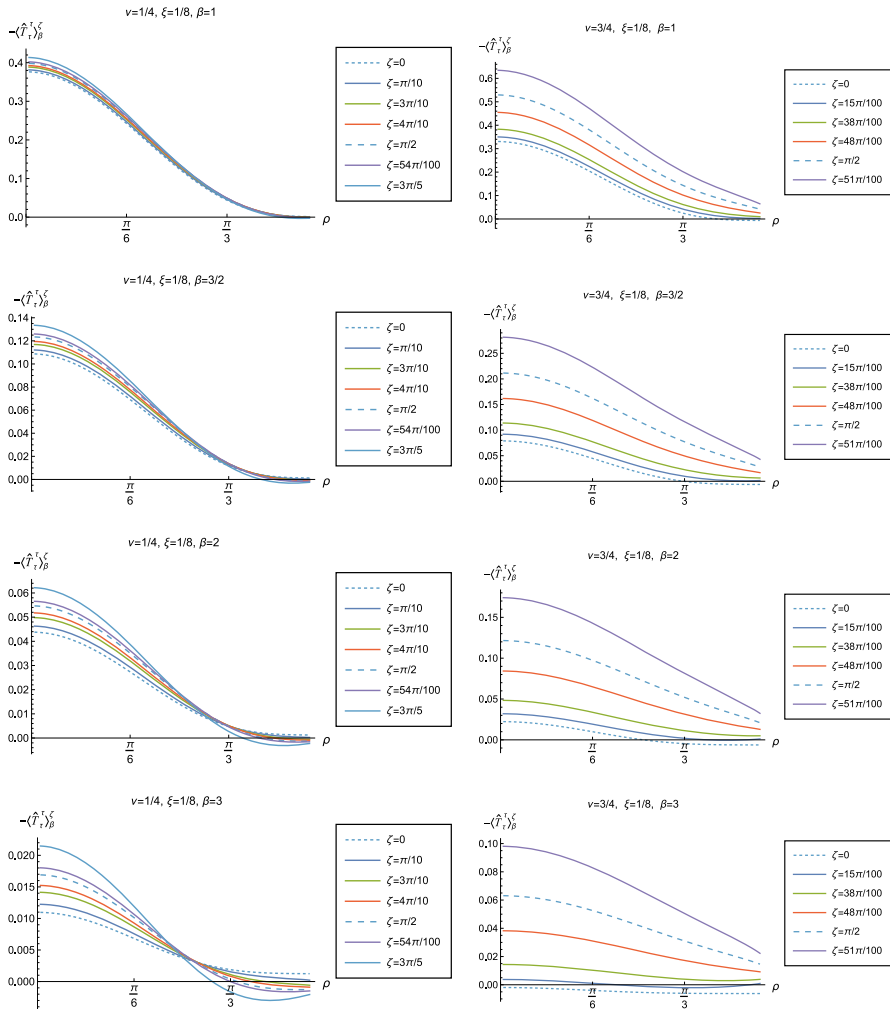 ν=1/4, ξ=1/8, β=1
-⟨T̂_τ^τ⟩_β^ζ
0.4
0.3
0.2
0.1
0.0
π/6
π/3
ρ
ζ=0
ζ=π/10
ζ=3π/10
ζ=4π/10
ζ=π/2
ζ=54π/100
ζ=3π/5
ν=3/4, ξ=1/8, β=1
-⟨T̂_τ^τ⟩_β^ζ
0.6
0.5
0.4
0.3
0.2
0.1
0.0
π/6
π/3
ρ
ζ=0
ζ=15π/100
ζ=38π/100
ζ=48π/100
ζ=π/2
ζ=51π/100
ν=1/4, ξ=1/8, β=3/2
-⟨T̂_τ^τ⟩_β^ζ
0.14
0.12
0.10
0.08
0.06
0.04
0.02
0.00
π/6
π/3
ρ
ζ=0
ζ=π/10
ζ=3π/10
ζ=4π/10
ζ=π/2
ζ=54π/100
ζ=3π/5
ν=3/4, ξ=1/8, β=3/2
-⟨T̂_τ^τ⟩_β^ζ
0.25
0.20
0.15
0.10
0.05
0.00
π/6
π/3
ρ
ζ=0
ζ=15π/100
ζ=38π/100
ζ=48π/100
ζ=π/2
ζ=51π/100
ν=1/4, ξ=1/8, β=2
-⟨T̂_τ^τ⟩_β^ζ
0.06
0.05
0.04
0.03
0.02
0.01
0.00
π/6
π/3
ρ
ζ=0
ζ=π/10
ζ=3π/10
ζ=4π/10
ζ=π/2
ζ=54π/100
ζ=3π/5
ν=3/4, ξ=1/8, β=2
-⟨T̂_τ^τ⟩_β^ζ
0.15
0.10
0.05
0.00
π/6
π/3
ρ
ζ=0
ζ=15π/100
ζ=38π/100
ζ=48π/100
ζ=π/2
ζ=51π/100
ν=1/4, ξ=1/8, β=3
-⟨T̂_τ^τ⟩_β^ζ
0.020
0.015
0.010
0.005
0.000
π/6
π/3
ρ
ζ=0
ζ=π/10
ζ=3π/10
ζ=4π/10
ζ=π/2
ζ=54π/100
ζ=3π/5
ν=3/4, ξ=1/8, β=3
-⟨T̂_τ^τ⟩_β^ζ
0.10
0.08
0.06
0.04
0.02
0.00
π/6
π/3
ρ
ζ=0
ζ=15π/100
ζ=38π/100
ζ=48π/100
ζ=π/2
ζ=51π/100